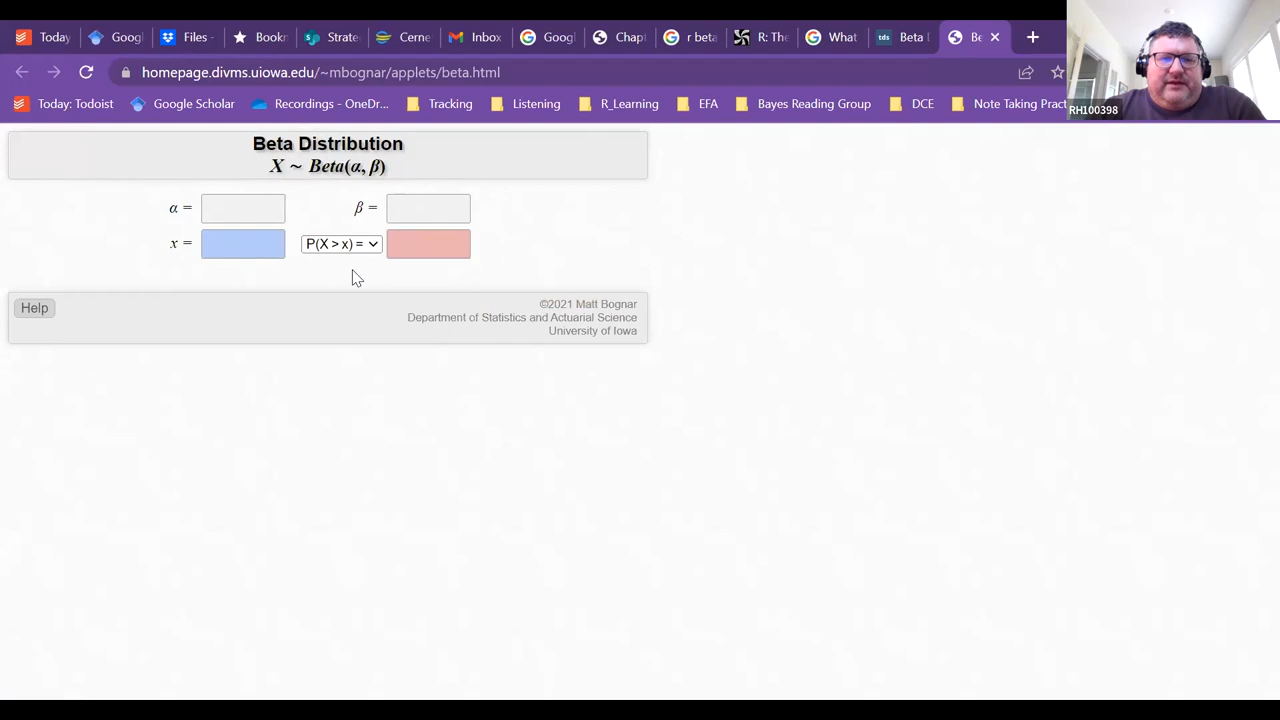 Today
Googl
Files -
Bookn
Strate
Cerne
Inbox
Googl
Chapt
r beta
R: The
What
tds
Beta [
Be
homepage.divms.uiowa.edu/~mbognar/applets/beta.html
Today: Todoist
Google Scholar
Recordings - OneDr...
Tracking
Listening
R_Learning
EFA
Bayes Reading Group
DCE
Note Taking Pract
RH100398
Beta Distribution
X ~ Beta(α, β)
α =
β =
x =
P(X > x) =
Help
©2021 Matt Bognar
Department of Statistics and Actuarial Science
University of Iowa